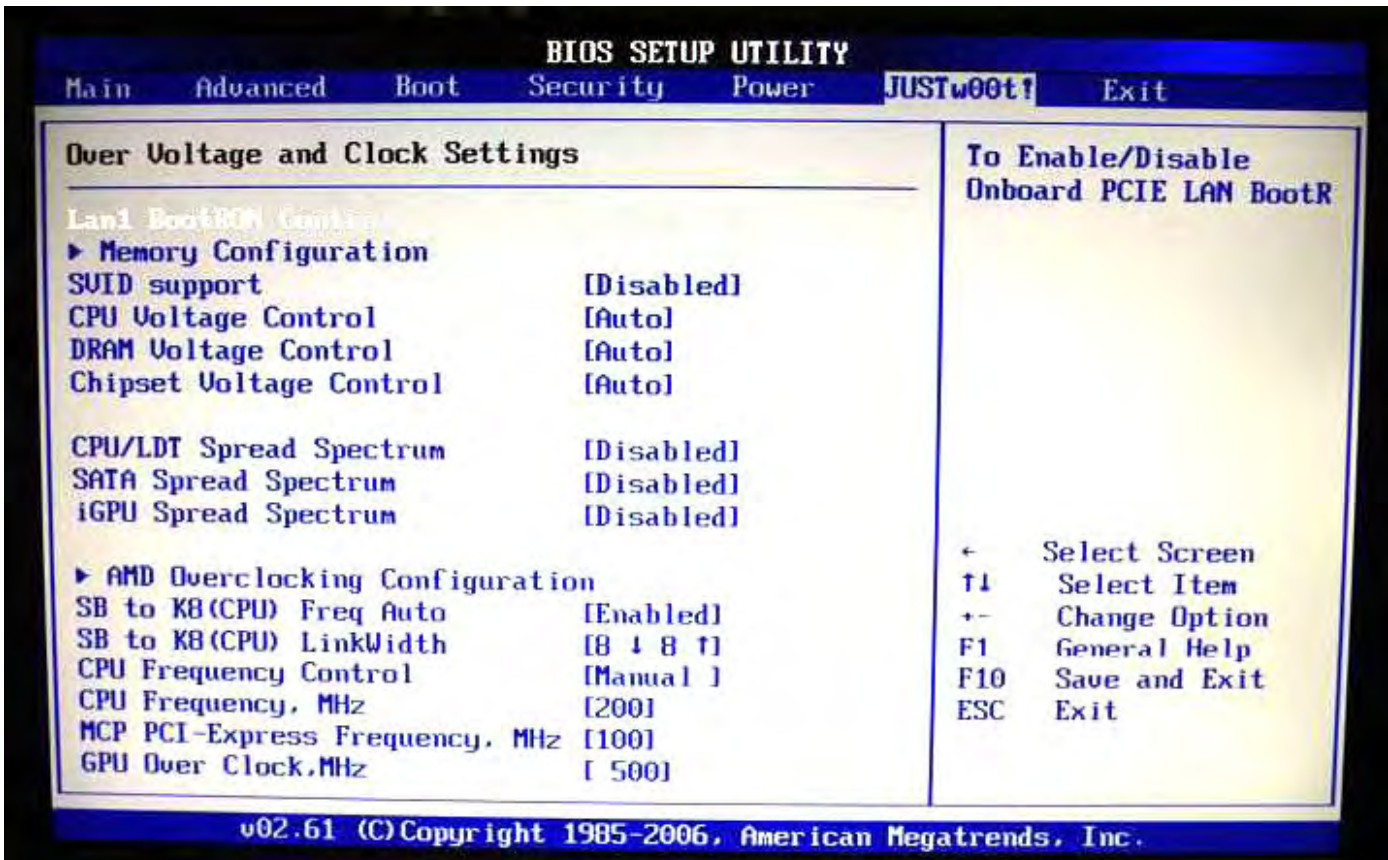 BIOS SETUP UTILITY
Main Advanced Boot Security Power JUSTw00t! Exit
Over Voltage and Clock Settings
Lan1 BootROM
▶ Memory Configuration
SVID support [Disabled]
CPU Voltage Control [Auto]
DRAM Voltage Control [Auto]
Chipset Voltage Control [Auto]
CPU/LDT Spread Spectrum [Disabled]
SATA Spread Spectrum [Disabled]
iGPU Spread Spectrum [Disabled]
▶ AMD Overclocking Configuration
SB to K8(CPU) Freq Auto [Enabled]
SB to K8(CPU) LinkWidth [8 ↓ 8 ↑]
CPU Frequency Control [Manual ]
CPU Frequency, MHz [200]
MCP PCI-Express Frequency, MHz [100]
GPU Over Clock,MHz [ 500]
To Enable/Disable
Onboard PCIE LAN BootR
← Select Screen
↑↓ Select Item
+- Change Option
F1 General Help
F10 Save and Exit
ESC Exit
v02.61 (C)Copyright 1985-2006, American Megatrends, Inc.